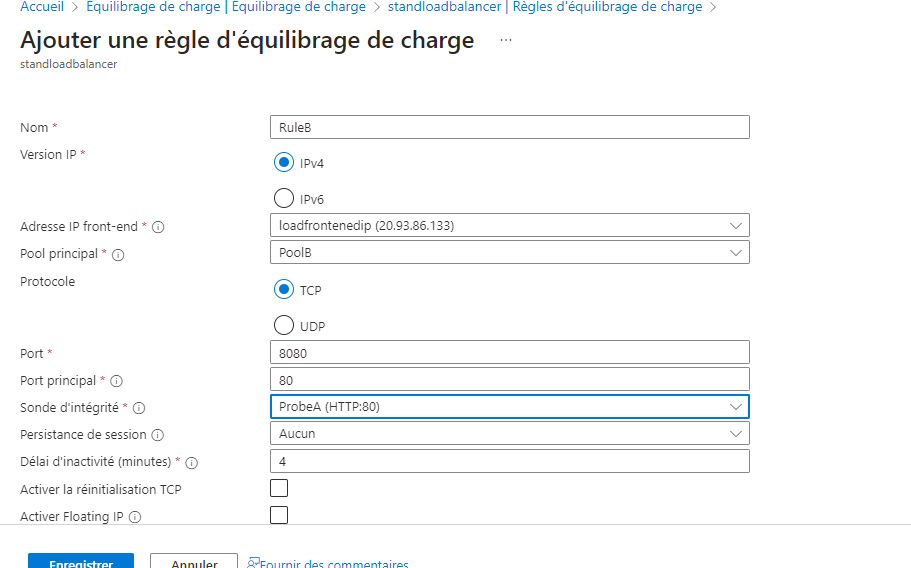 Accueil > Equilibrage de charge | Equilibrage de charge > standloadbalancer | Règles d'équilibrage de charge >
Ajouter une règle d'équilibrage de charge ...
standloadbalancer
Nom * RuleB
Version IP * IPv4
IPv6
Adresse IP front-end * loadfrontenedip (20.93.86.133)
Pool principal * PoolB
Protocole TCP
UDP
Port * 8080
Port principal * 80
Sonde d'intégrité * ProbeA (HTTP:80)
Persistance de session Aucun
Délai d'inactivité (minutes) * 4
Activer la réinitialisation TCP
Activer Floating IP
Enregistrer Annuler Fournir des commentaires